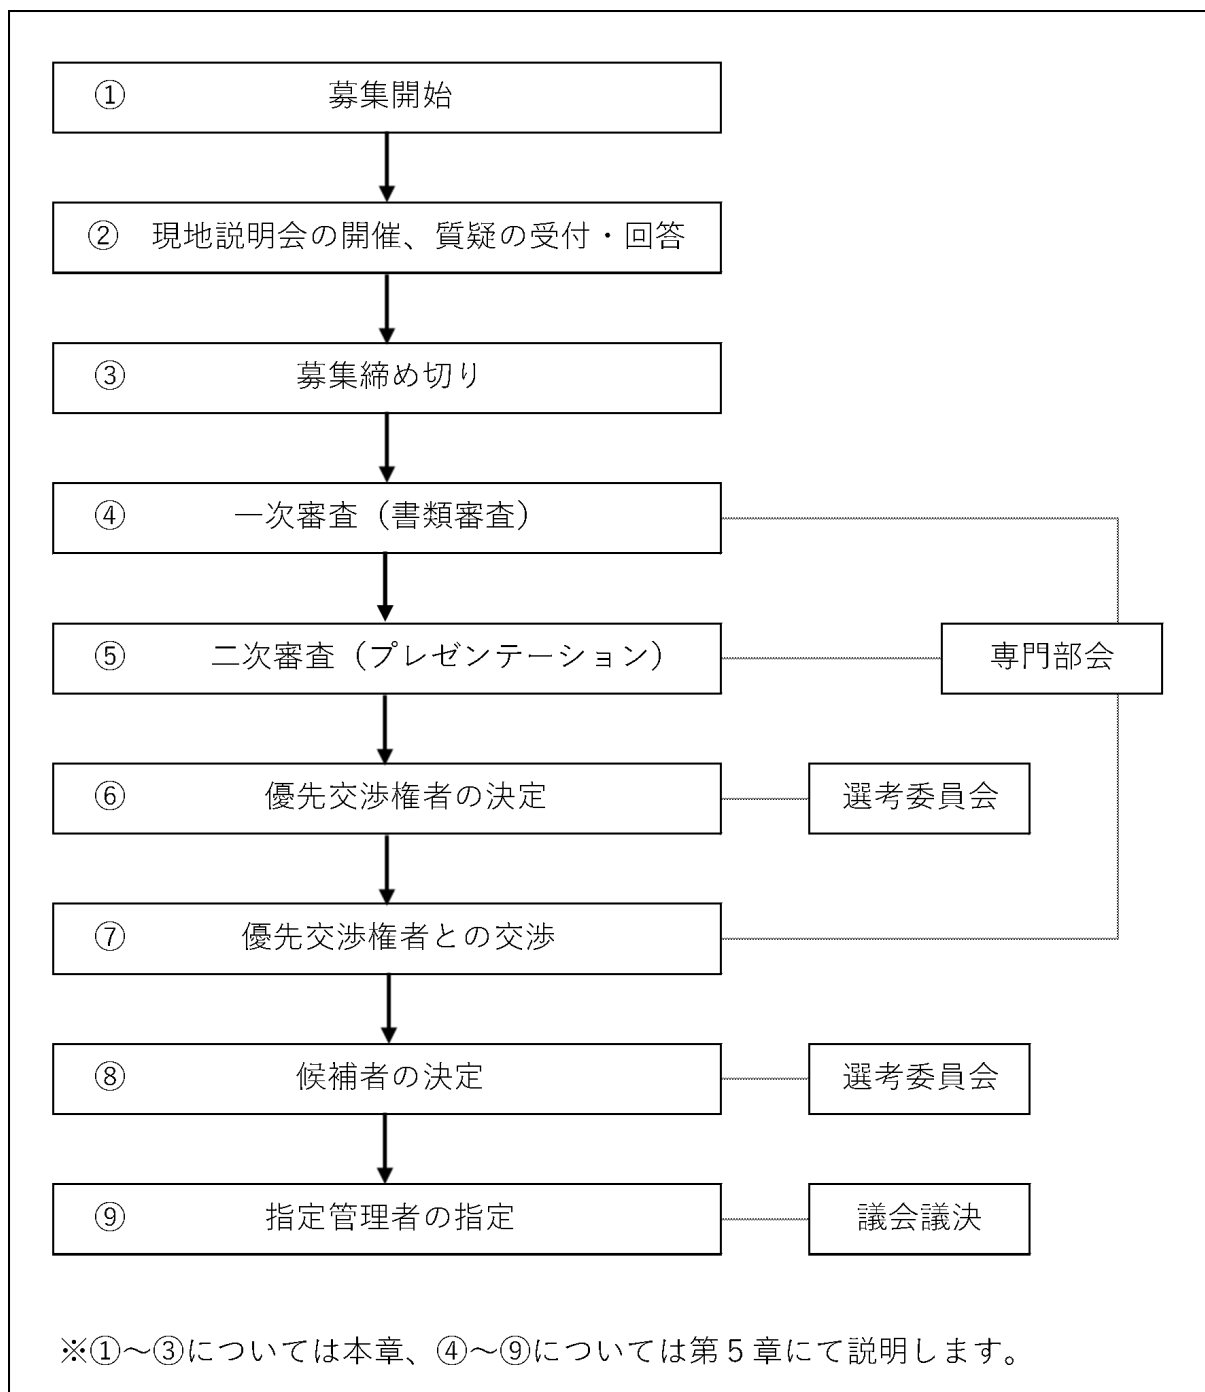 ① 募集開始
② 現地説明会の開催、質疑の受付・回答
③ 募集締め切り
④ 一次審査（書類審査）
⑤ 二次審査（プレゼンテーション）
専門部会
⑥ 優先交渉権者の決定
選考委員会
⑦ 優先交渉権者との交渉
⑧ 候補者の決定
選考委員会
⑨ 指定管理者の指定
議会議決
※①～③については本章、④～⑨については第５章にて説明します。